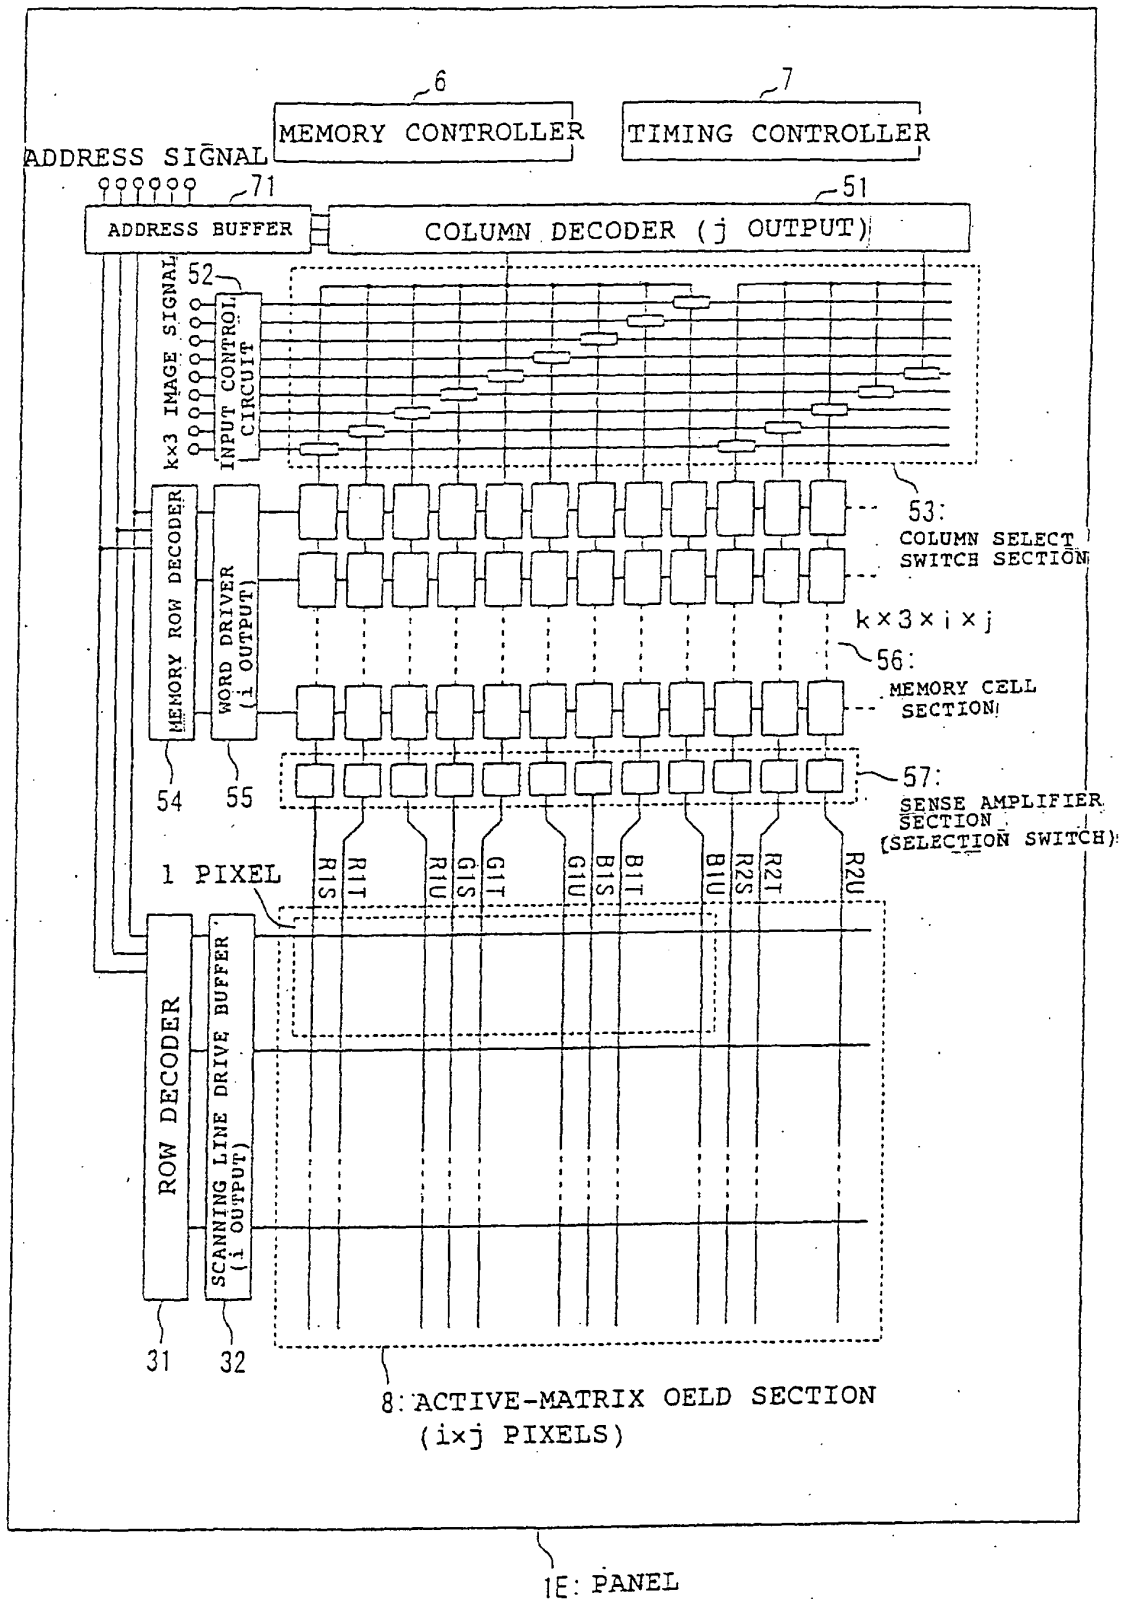 6
7
MEMORY CONTROLLER
TIMING CONTROLLER
ADDRESS SIGNAL
71
51
ADDRESS BUFFER
COLUMN DECODER (j OUTPUT)
k×3 IMAGE SIGNAL
52
INPUT CONTROL
CIRCUIT
53:
COLUMN SELECT
SWITCH SECTION
MEMORY ROW DECODER
WORD DRIVER
(i OUTPUT)
k×3×i×j
56:
MEMORY CELL
SECTION
54
55
57:
SENSE AMPLIFIER
SECTION
(SELECTION SWITCH)
1 PIXEL
R1S
R1T
R1U
G1S
G1T
G1U
B1S
B1T
B1U
R2S
R2T
R2U
ROW DECODER
SCANNING LINE DRIVE BUFFER
(i OUTPUT)
31
32
8: ACTIVE-MATRIX OELD SECTION
(i×j PIXELS)
1E: PANEL